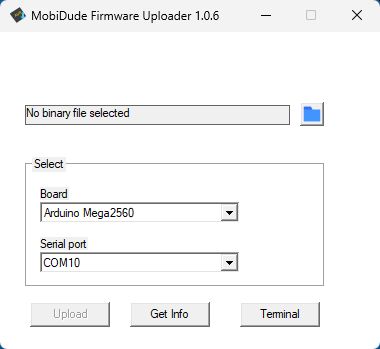 MobiDude Firmware Uploader 1.0.6
No binary file selected
Select
Board
Arduino Mega2560
Serial port
COM10
Upload Get Info Terminal